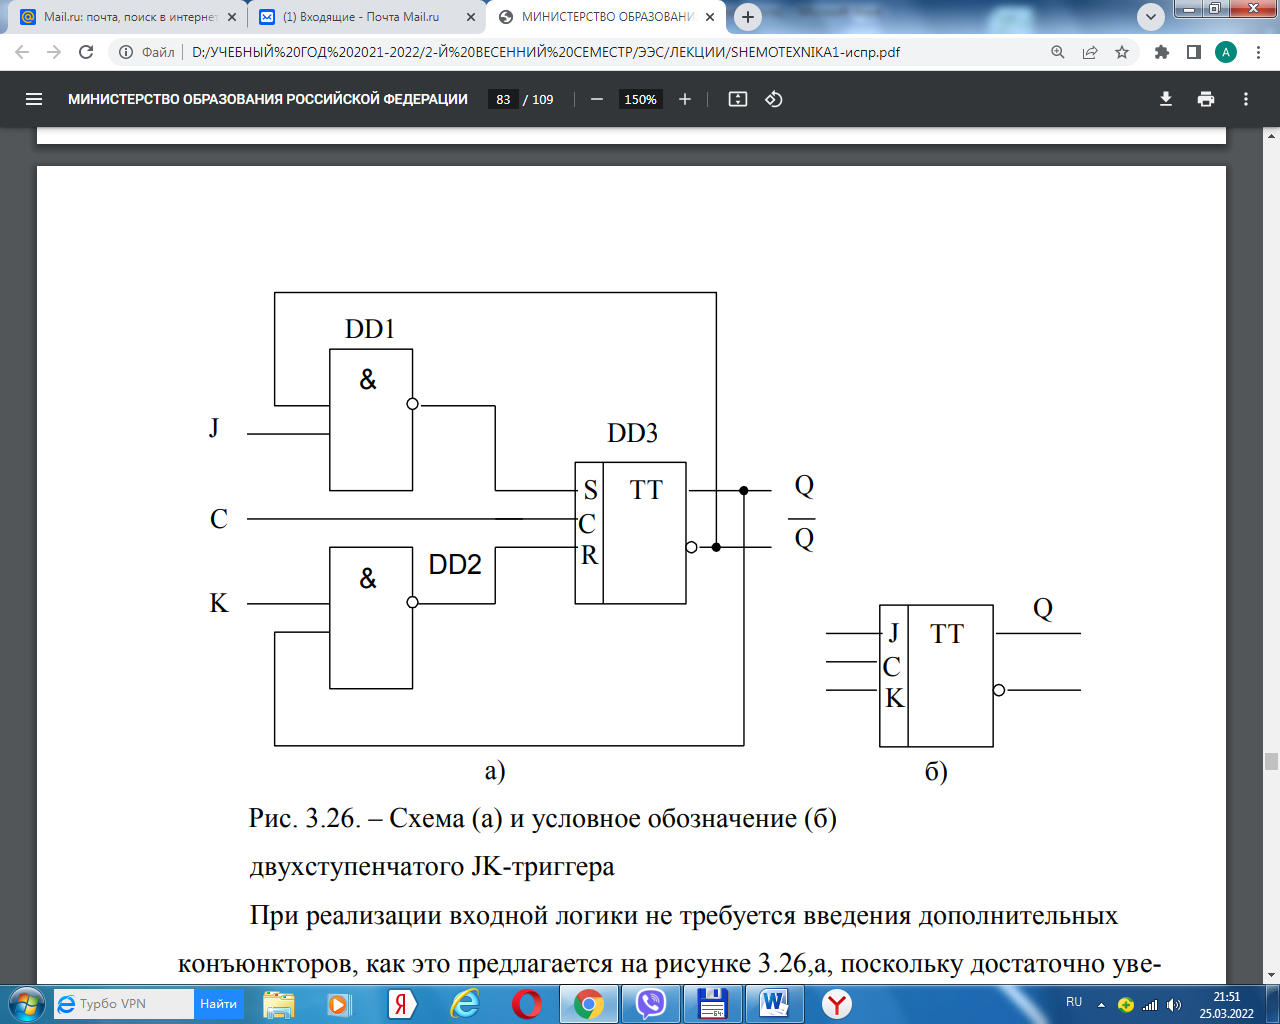 Mail.ru: почта, поиск в интернет
(1) Входящие - Почта Mail.ru
МИНИСТЕРСТВО ОБРАЗОВАНИ
Файл
D:/УЧЕБНЫЙ%20ГОД%202021-2022/2-Й%20ВЕСЕННИЙ%20СЕМЕСТР/ЭЭС/ЛЕКЦИИ/SHEMOTEXNIKA1-испр.pdf
A
МИНИСТЕРСТВО ОБРАЗОВАНИЯ РОССИЙСКОЙ ФЕДЕРАЦИИ
83 / 109
150%
DD1
&
J
DD3
S TT
Q
C
C
Q
R
&
DD2
K
Q
J TT
C
K
а)
б)
Рис. 3.26. – Схема (а) и условное обозначение (б)
двухступенчатого JK-триггера
При реализации входной логики не требуется введения дополнительных
конъюнкторов, как это предлагается на рисунке 3.26,а, поскольку достаточно уве-
Турбо VPN
Найти
Я
64
W
Y
RU
21:51
25.03.2022